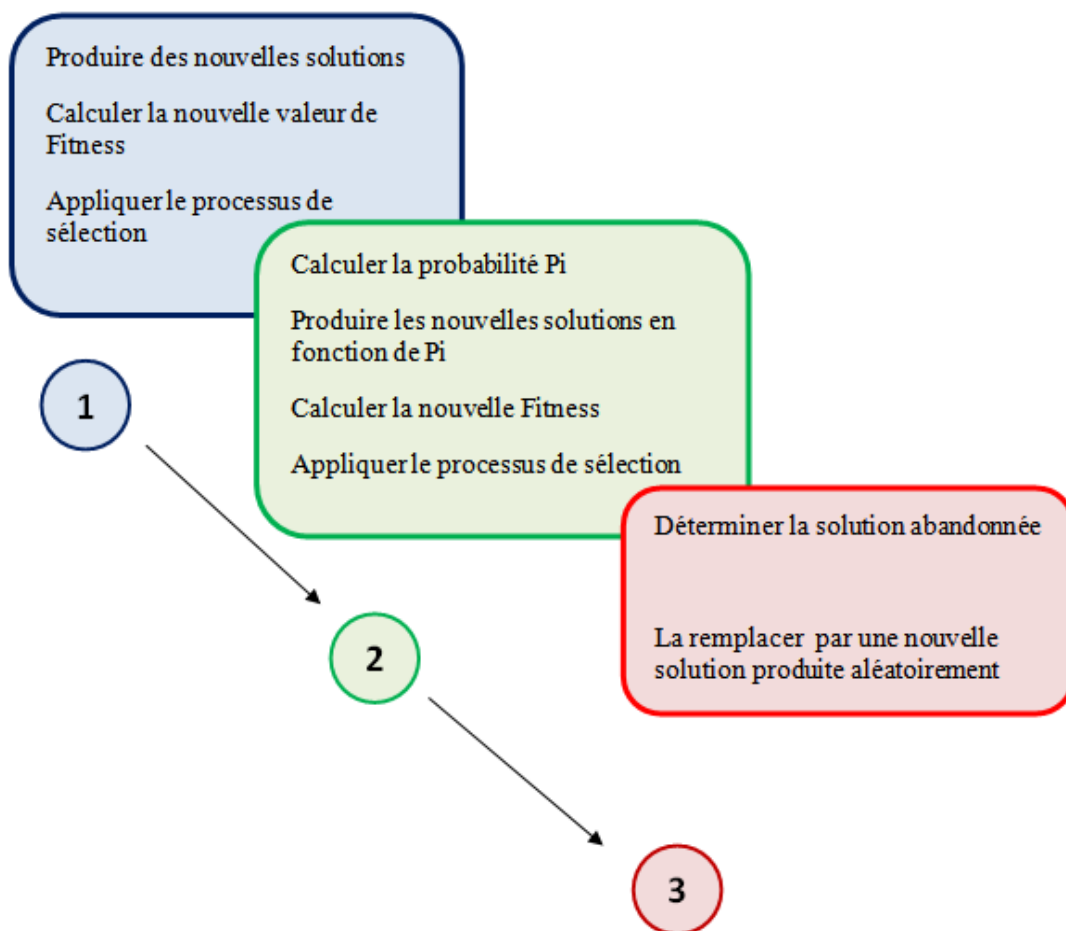 Produire des nouvelles solutions
Calculer la nouvelle valeur de
Fitness
Appliquer le processus de
sélection
Calculer la probabilité Pi
Produire les nouvelles solutions en
fonction de Pi
Calculer la nouvelle Fitness
Appliquer le processus de sélection
Déterminer la solution abandonnée
La remplacer par une nouvelle
solution produite aléatoirement
1
2
3